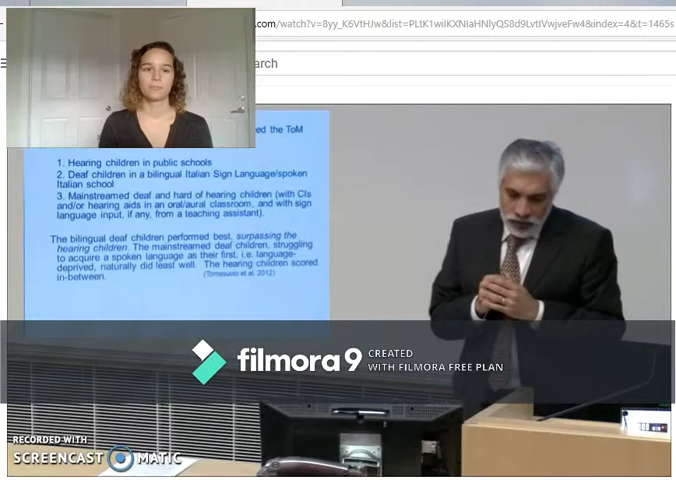 .com/watch?v=8yy_K6VtHJw&list=PLtK1wiIKXNIaHNlyQS8d9LvtIVwjveFw4&index=4&t=1465s
arch
ed the ToM
1. Hearing children in public schools
2. Deaf children in a bilingual Italian Sign Language/spoken
Italian school
3. Mainstreamed deaf and hard of hearing children (with CIs
and/or hearing aids in an oral/aural classroom, and with sign
language input, if any, from a teaching assistant).
The bilingual deaf children performed best, surpassing the
hearing children. The mainstreamed deaf children, struggling
to acquire a spoken language as their first, i.e. language-
deprived, naturally did least well. The hearing children scored
in-between.
(Tomasuolo et al, 2012)
filmora9 CREATED
WITH FILMORA FREE PLAN
RECORDED WITH
SCREENCAST MATIC